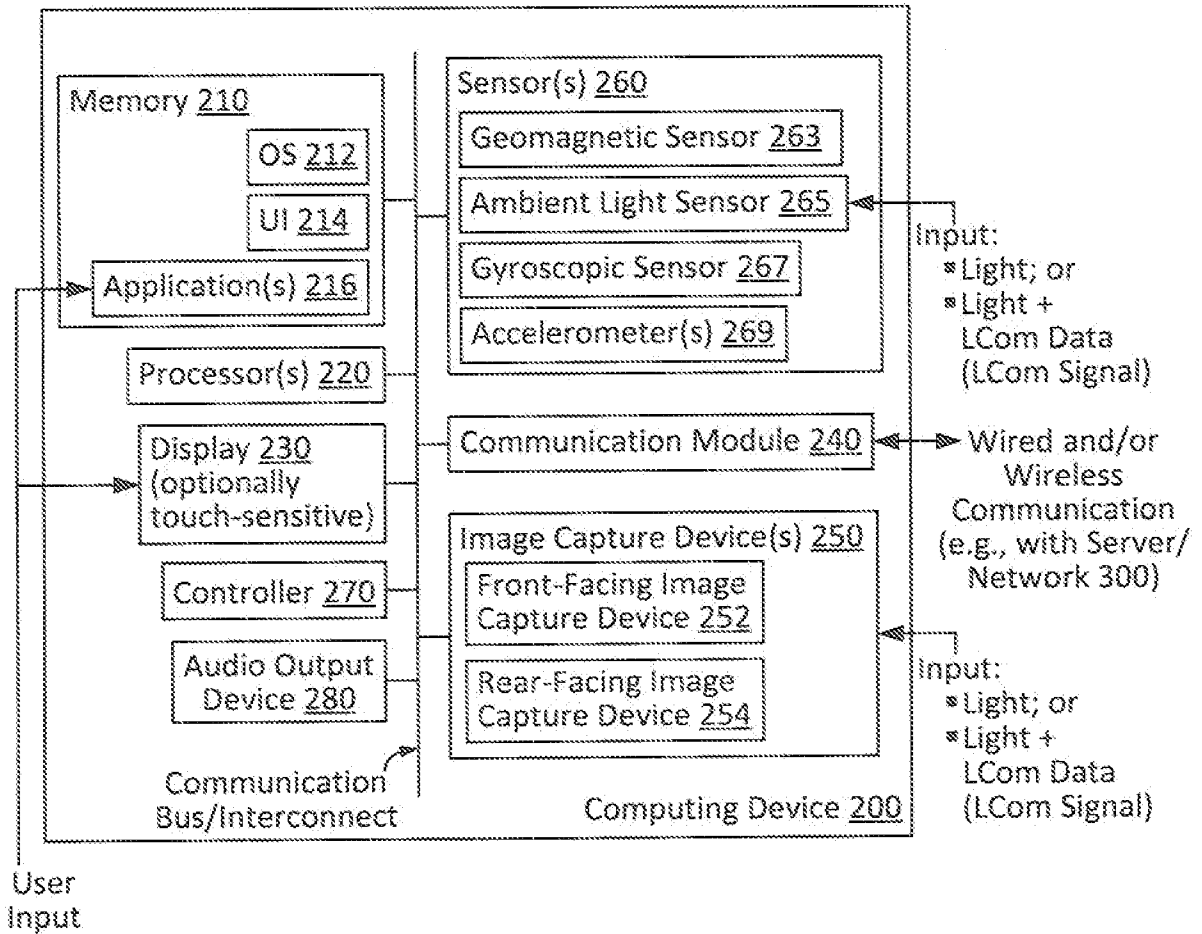 Memory 210
OS 212
UI 214
Application(s) 216
Processor(s) 220
Display 230
(optionally
touch-sensitive)
Controller 270
Audio Output
Device 280
Communication
Bus/Interconnect
Sensor(s) 260
Geomagnetic Sensor 263
Ambient Light Sensor 265
Gyroscopic Sensor 267
Accelerometer(s) 269
Communication Module 240
Image Capture Device(s) 250
Front-Facing Image
Capture Device 252
Rear-Facing Image
Capture Device 254
Computing Device 200
Input:
▪Light; or
▪Light +
LCom Data
(LCom Signal)
Wired and/or
Wireless
Communication
(e.g., with Server/
Network 300)
Input:
▪Light; or
▪Light +
LCom Data
(LCom Signal)
User
Input